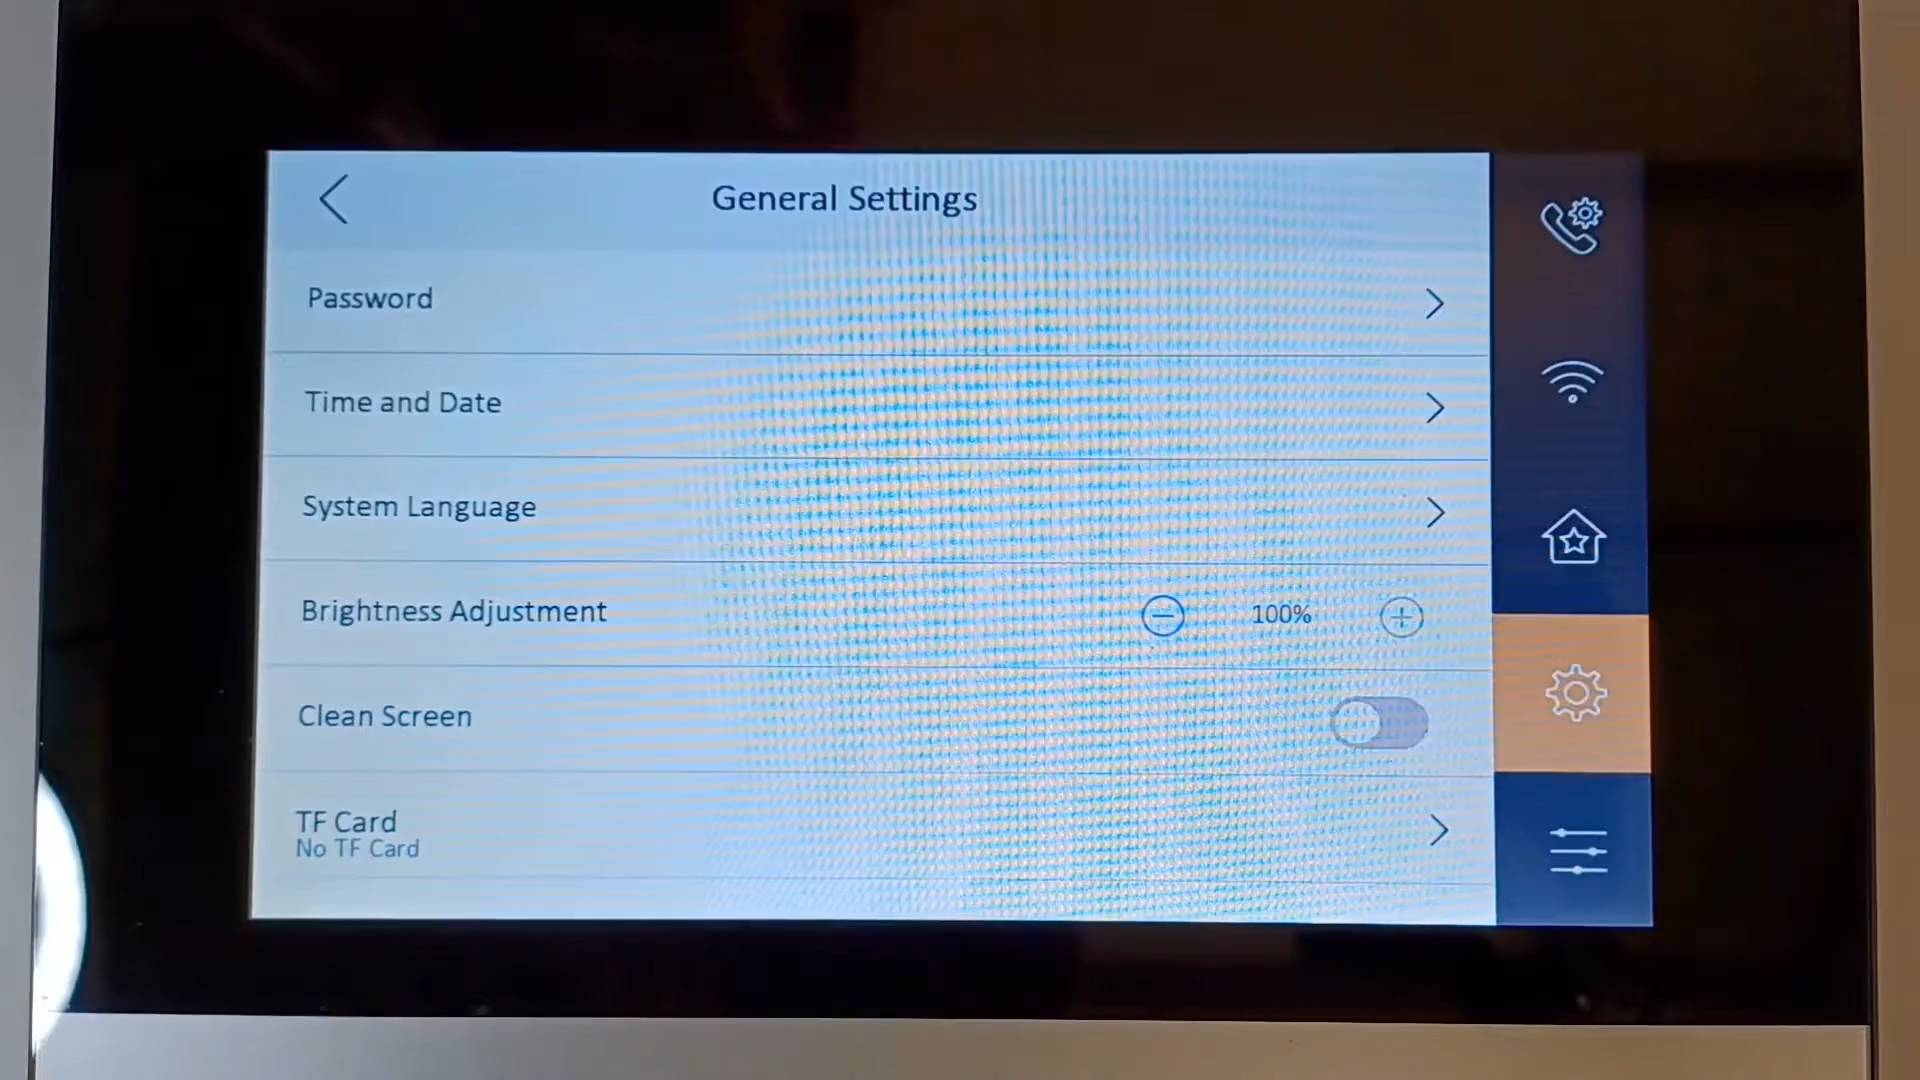 General Settings
Password
Time and Date
System Language
Brightness Adjustment
100%
Clean Screen
TF Card
No TF Card